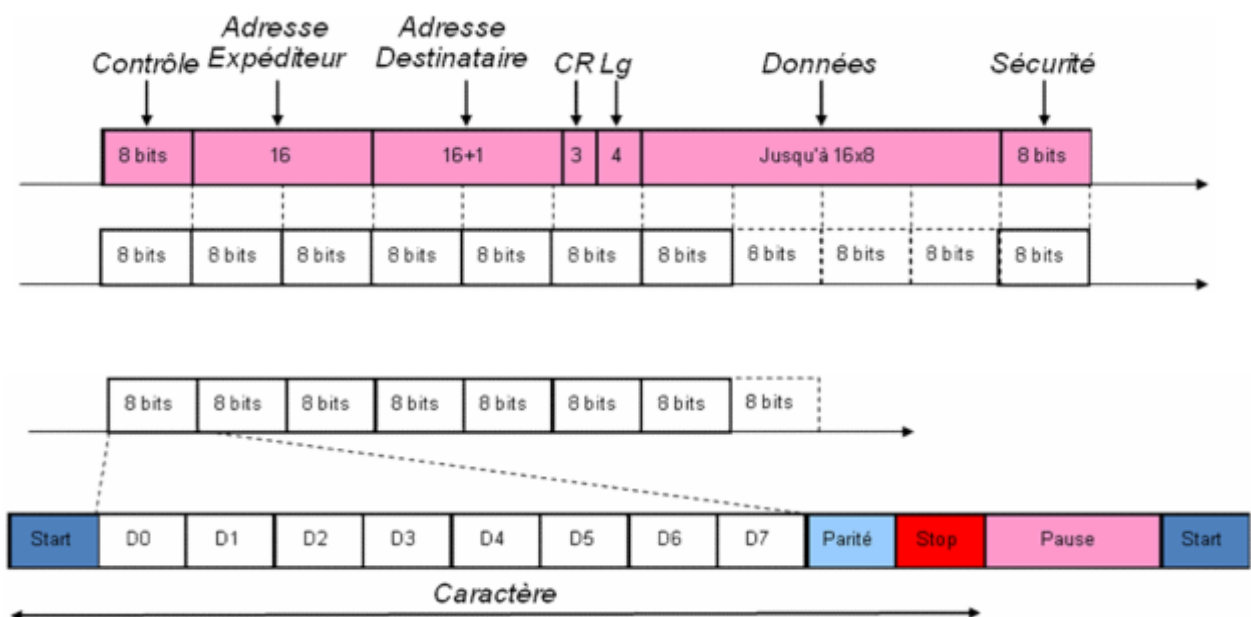 Contrôle Adresse Expéditeur Adresse Destinataire CR Lg Données Sécurité
8 bits 16 16+1 3 4 Jusqu'à 16x8 8 bits
8 bits 8 bits 8 bits 8 bits 8 bits 8 bits 8 bits 8 bits 8 bits 8 bits 8 bits
8 bits 8 bits 8 bits 8 bits 8 bits 8 bits 8 bits 8 bits
Start D0 D1 D2 D3 D4 D5 D6 D7 Parité Stop Pause Start
Caractère